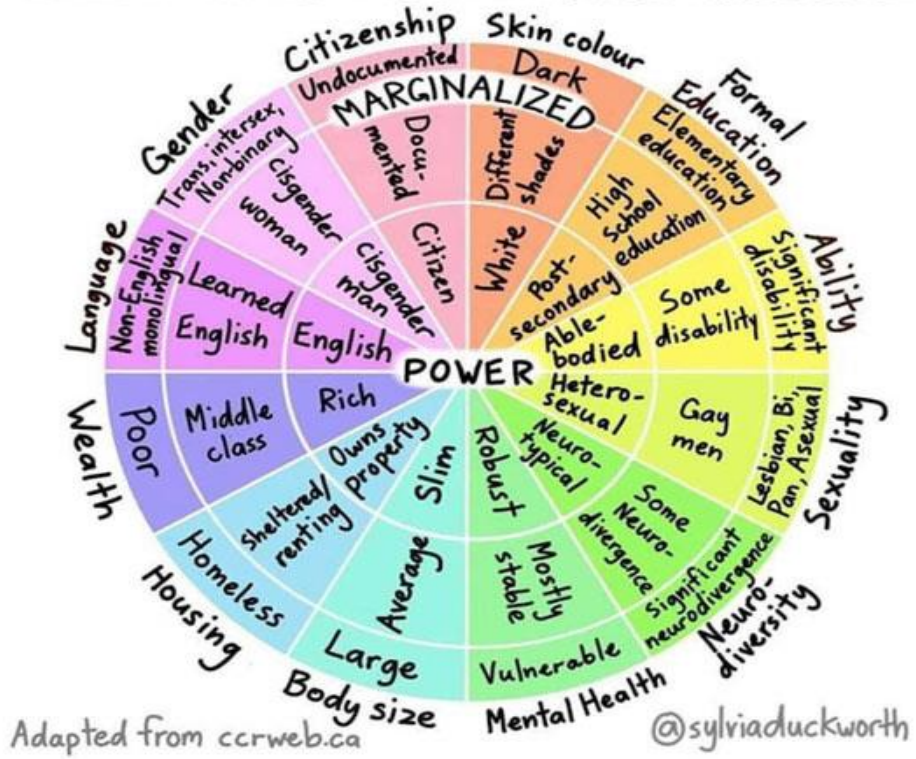 Citizenship
Undocumented
Docu-
mented
Citizen
Skin colour
Dark
Different
shades
White
Formal
Education
Elementary
education
High
School
education
Post-
secondary
Ability
Significant
disability
Some
disability
Able-
bodied
Sexuality
Lesbian, Bi,
Pan, Asexual
Gay
men
Hetero-
sexual
Neuro-
diversity
Significant
neurodivergence
Some
Neuro-
divergence
Neuro-
typical
Mental Health
Vulnerable
Mostly
stable
Robust
Body size
Large
Average
Slim
Housing
Homeless
Sheltered/
renting
Owns
property
Wealth
Poor
Middle
class
Rich
Language
Non-English
monolingual
Learned
English
English
Gender
Trans, intersex,
Non-binary
Cisgender
woman
Cisgender
man
MARGINALIZED
POWER
Adapted from ccrweb.ca
@sylviaduckworth